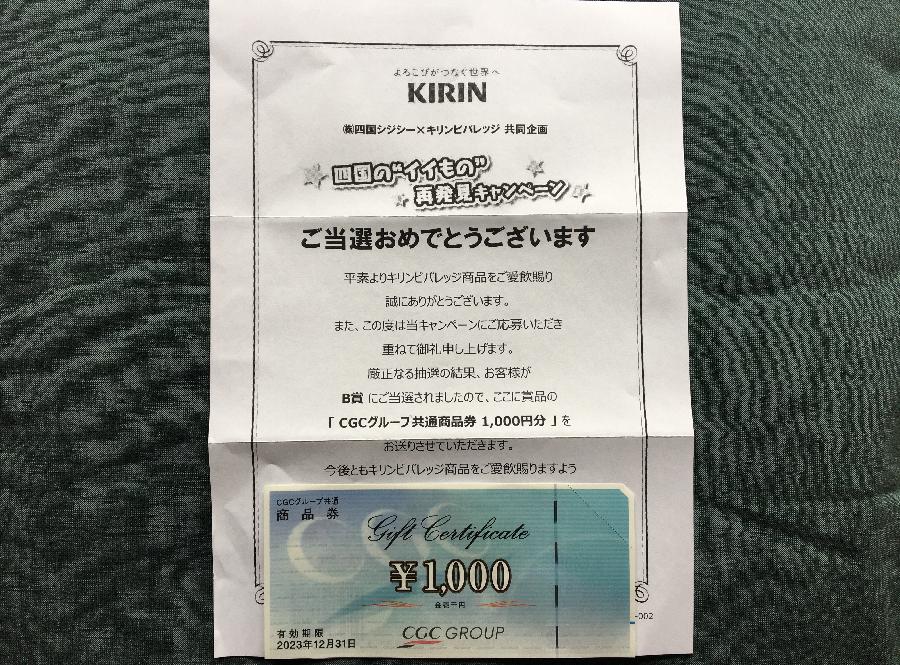 よろこびがつなぐ世界へ
KIRIN
㈱四国シジシー×キリンビバレッジ 共同企画
四国の“イイもの”
再発見キャンペーン
ご当選おめでとうございます
平素よりキリンビバレッジ商品をご愛飲賜り
誠にありがとうございます。
また、この度は当キャンペーンにご応募いただき
重ねて御礼申し上げます。
厳正なる抽選の結果、お客様が
B賞 にご当選されましたので、ここに賞品の
「 CGCグループ共通商品券 1,000円分 」を
お送りさせていただきます。
今後ともキリンビバレッジ商品をご愛飲賜りますよう
CGCグループ共通
商品券
Gift Certificate
CGC
¥1,000
金壱千円
有効期限
2023年12月31日
CGC GROUP
-002